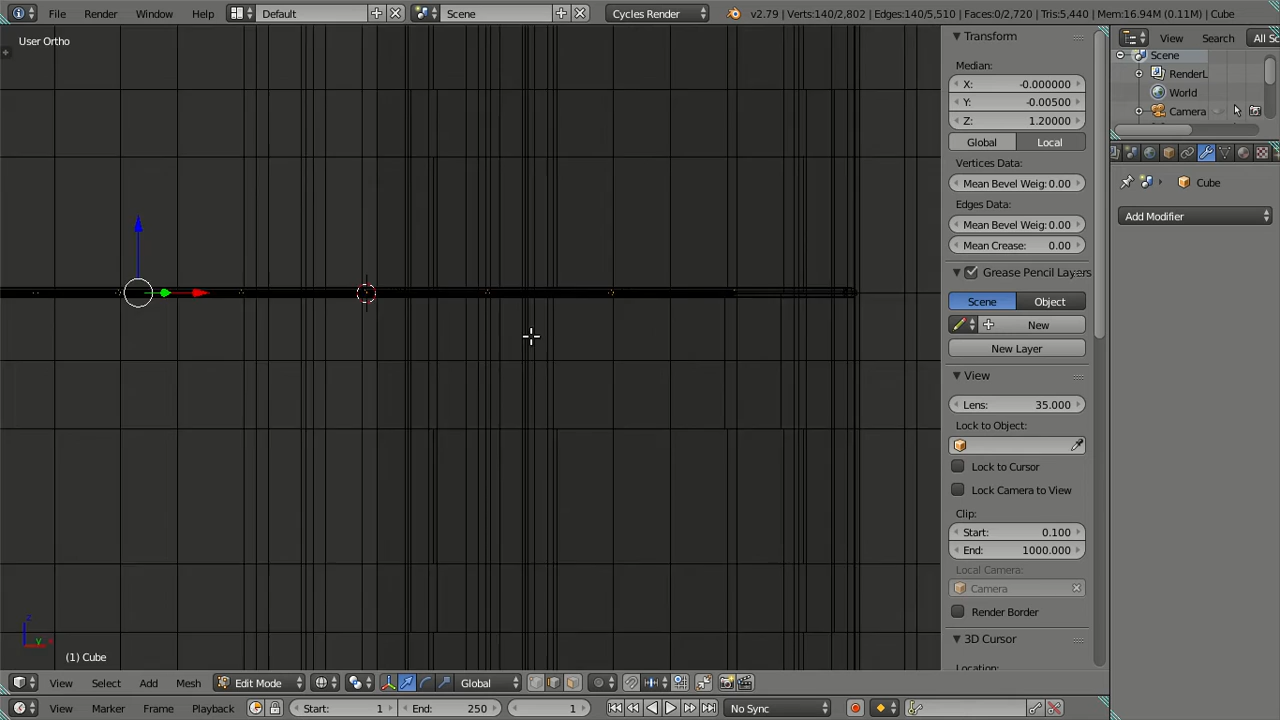 File Render Window Help Default Scene Cycles Render v2.79 | Verts:140/2,802 | Edges:140/5,510 | Faces:0/2,720 | Tris:5,440 | Mem:16.94M (0.11M) | Cube
User Ortho
Transform
Median:
X: -0.000000
Y: -0.00500
Z: 1.20000
Global Local
Vertices Data:
Mean Bevel Weig: 0.00
Edges Data:
Mean Bevel Weig: 0.00
Mean Crease: 0.00
Grease Pencil Layers
Scene Object
New
New Layer
View
Lens: 35.000
Lock to Object:
Lock to Cursor
Lock Camera to View
Clip:
Start: 0.100
End: 1000.000
Local Camera:
Camera
Render Border
3D Cursor
Location:
View Search All Sc
Scene
RenderL
World
Camera
Cube
Add Modifier
z
y
(1) Cube
View Select Add Mesh Edit Mode Global
View Marker Frame Playback Start: 1 End: 250 1 No Sync